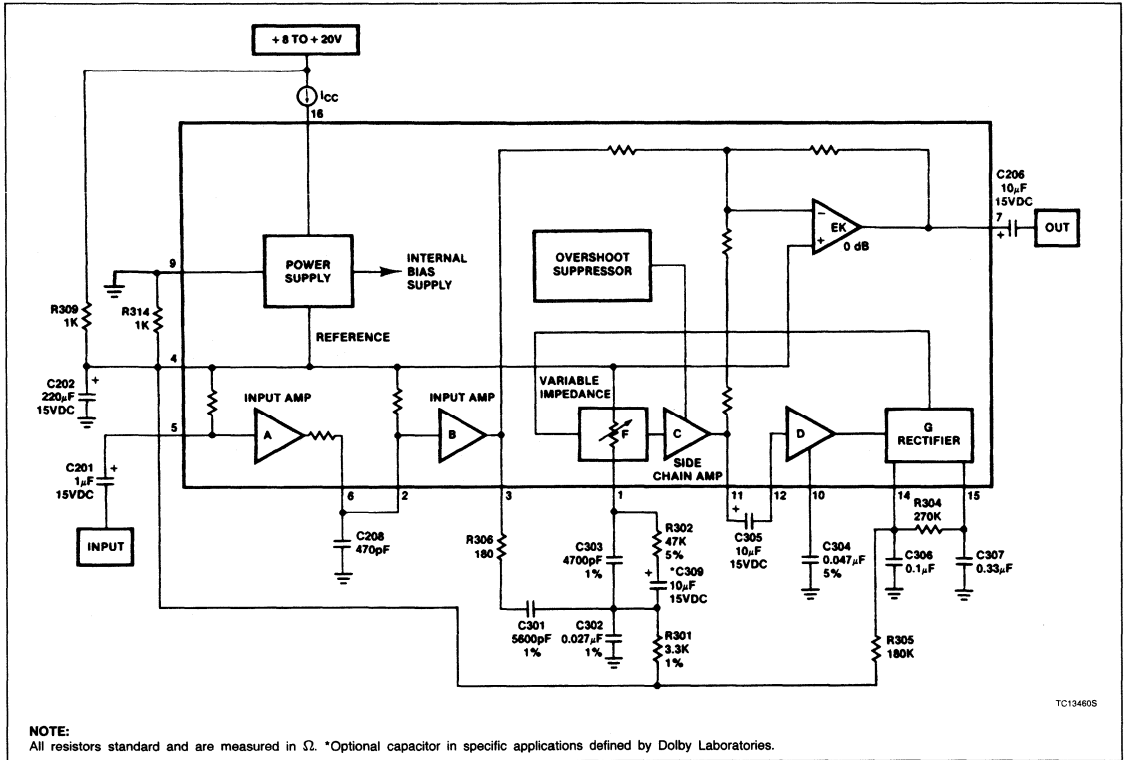 + 8 TO + 20V
ICC
16
C206
10μF
15VDC
7
+
OUT
−
EK
+
0 dB
OVERSHOOT
SUPPRESSOR
POWER
SUPPLY
INTERNAL
BIAS
SUPPLY
9
R309
1K
R314
1K
REFERENCE
4
C202
220μF
15VDC
+
VARIABLE
IMPEDANCE
INPUT AMP
A
INPUT AMP
B
F
C
SIDE
CHAIN AMP
D
G
RECTIFIER
5
C201
1μF
15VDC
+
INPUT
6
2
3
1
11
12
10
14
15
C208
470pF
R306
180
C303
4700pF
1%
R302
47K
5%
*C309
10μF
15VDC
+
+
C305
10μF
15VDC
C304
0.047μF
5%
R304
270K
C306
0.1μF
C307
0.33μF
C301
5600pF
1%
C302
0.027μF
1%
R301
3.3K
1%
R305
180K
TC13460S
NOTE:
All resistors standard and are measured in Ω. *Optional capacitor in specific applications defined by Dolby Laboratories.